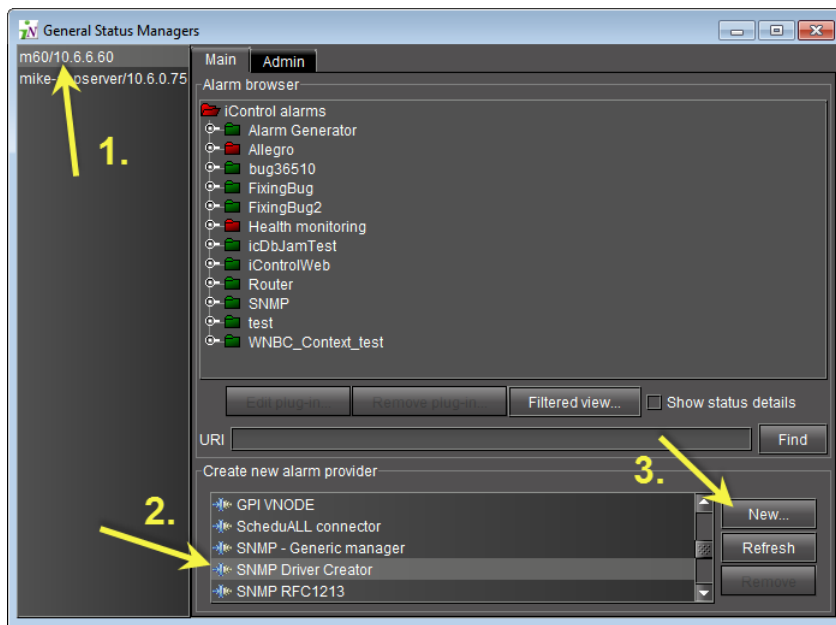 General Status Managers
m60/10.6.6.60
10.6.0.75
1.
Main Admin
Alarm browser
iControl alarms
Alarm Generator
Allegro
bug36510
FixingBug
FixingBug2
Health monitoring
icDbJamTest
iControlWeb
Router
SNMP
test
WNBC_Context_test
Edit plug-in... Remove plug-in... Filtered view... Show status details
URI Find
Create new alarm provider
3.
2.
GPI VNODE
ScheduALL connector
SNMP - Generic manager
SNMP Driver Creator
SNMP RFC1213
New...
Refresh
Remove